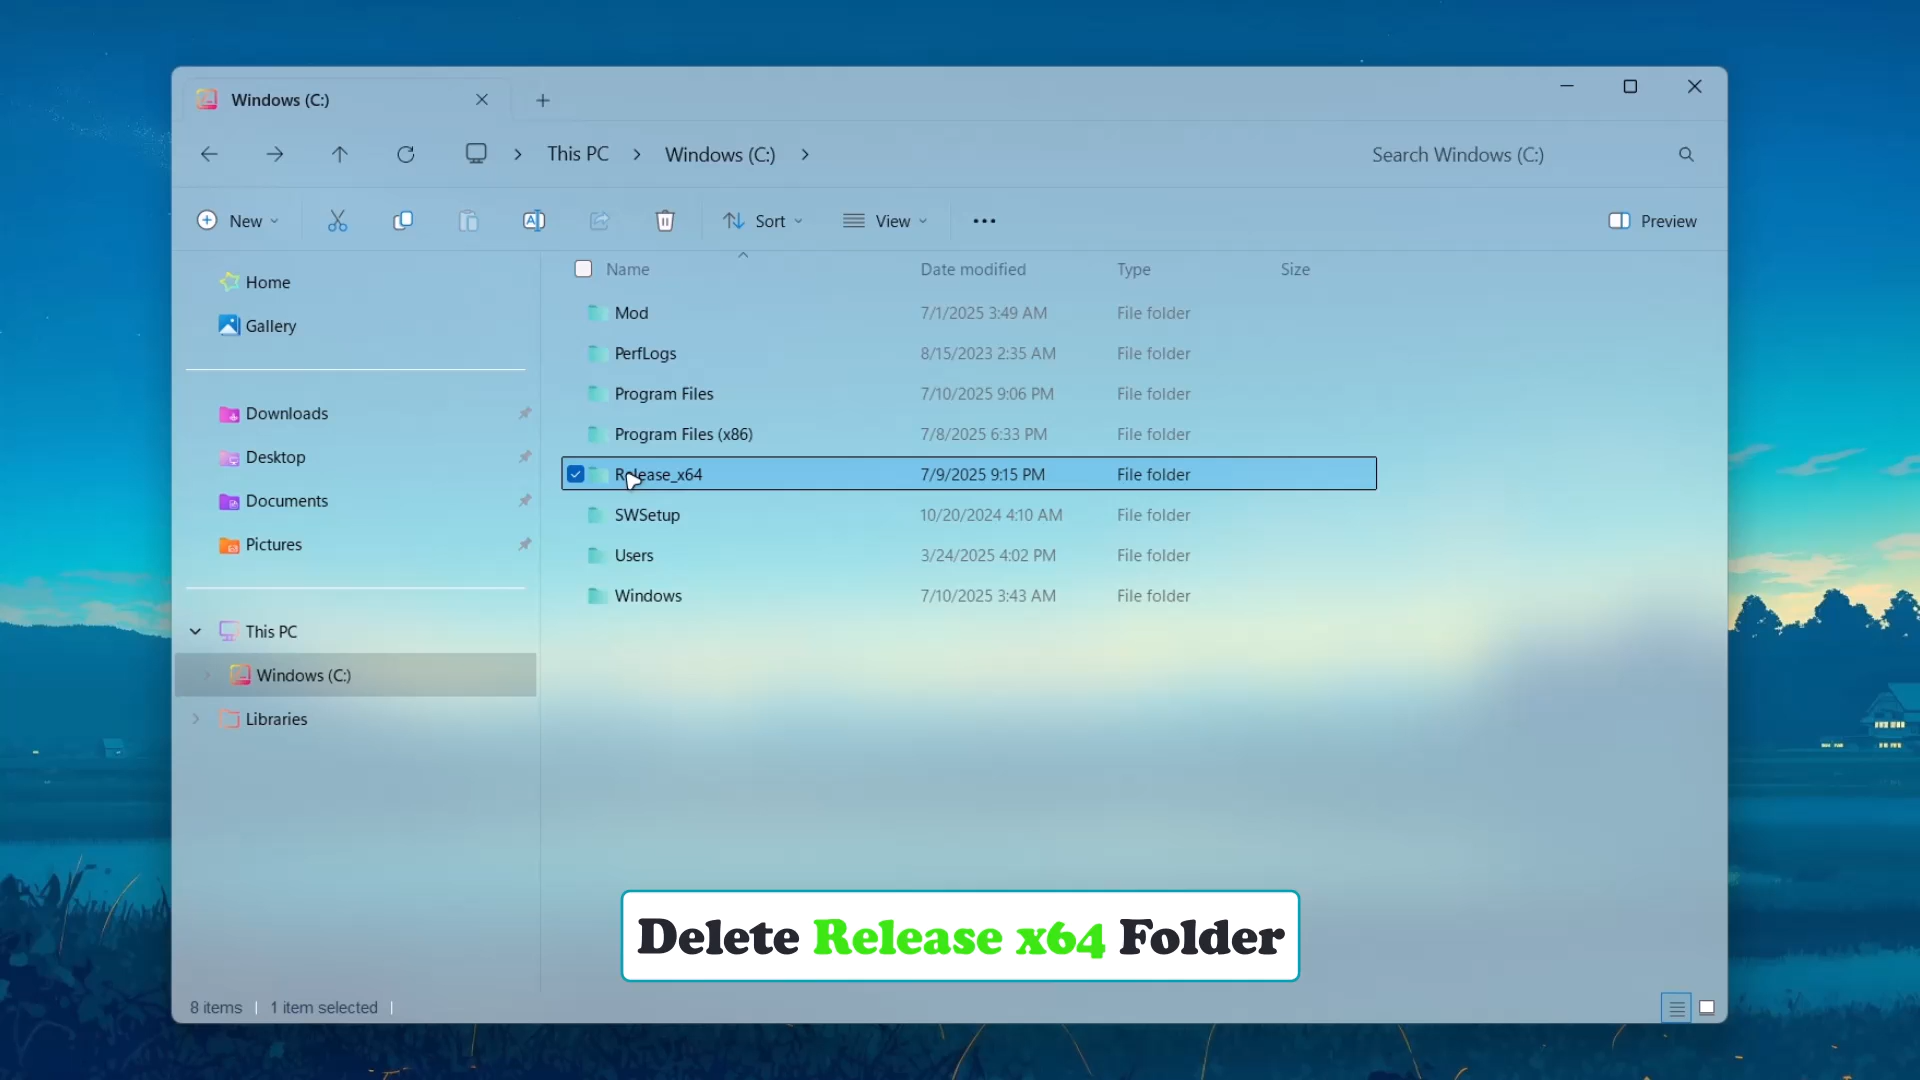 Windows (C:)
This PC > Windows (C:) >
Search Windows (C:)
New
Sort
View
Preview
Home
Gallery
Downloads
Desktop
Documents
Pictures
This PC
Windows (C:)
Libraries
Name Date modified Type Size
Mod 7/1/2025 3:49 AM File folder
PerfLogs 8/15/2023 2:35 AM File folder
Program Files 7/10/2025 9:06 PM File folder
Program Files (x86) 7/8/2025 6:33 PM File folder
Release_x64 7/9/2025 9:15 PM File folder
SWSetup 10/20/2024 4:10 AM File folder
Users 3/24/2025 4:02 PM File folder
Windows 7/10/2025 3:43 AM File folder
Delete Release x64 Folder
8 items | 1 item selected |